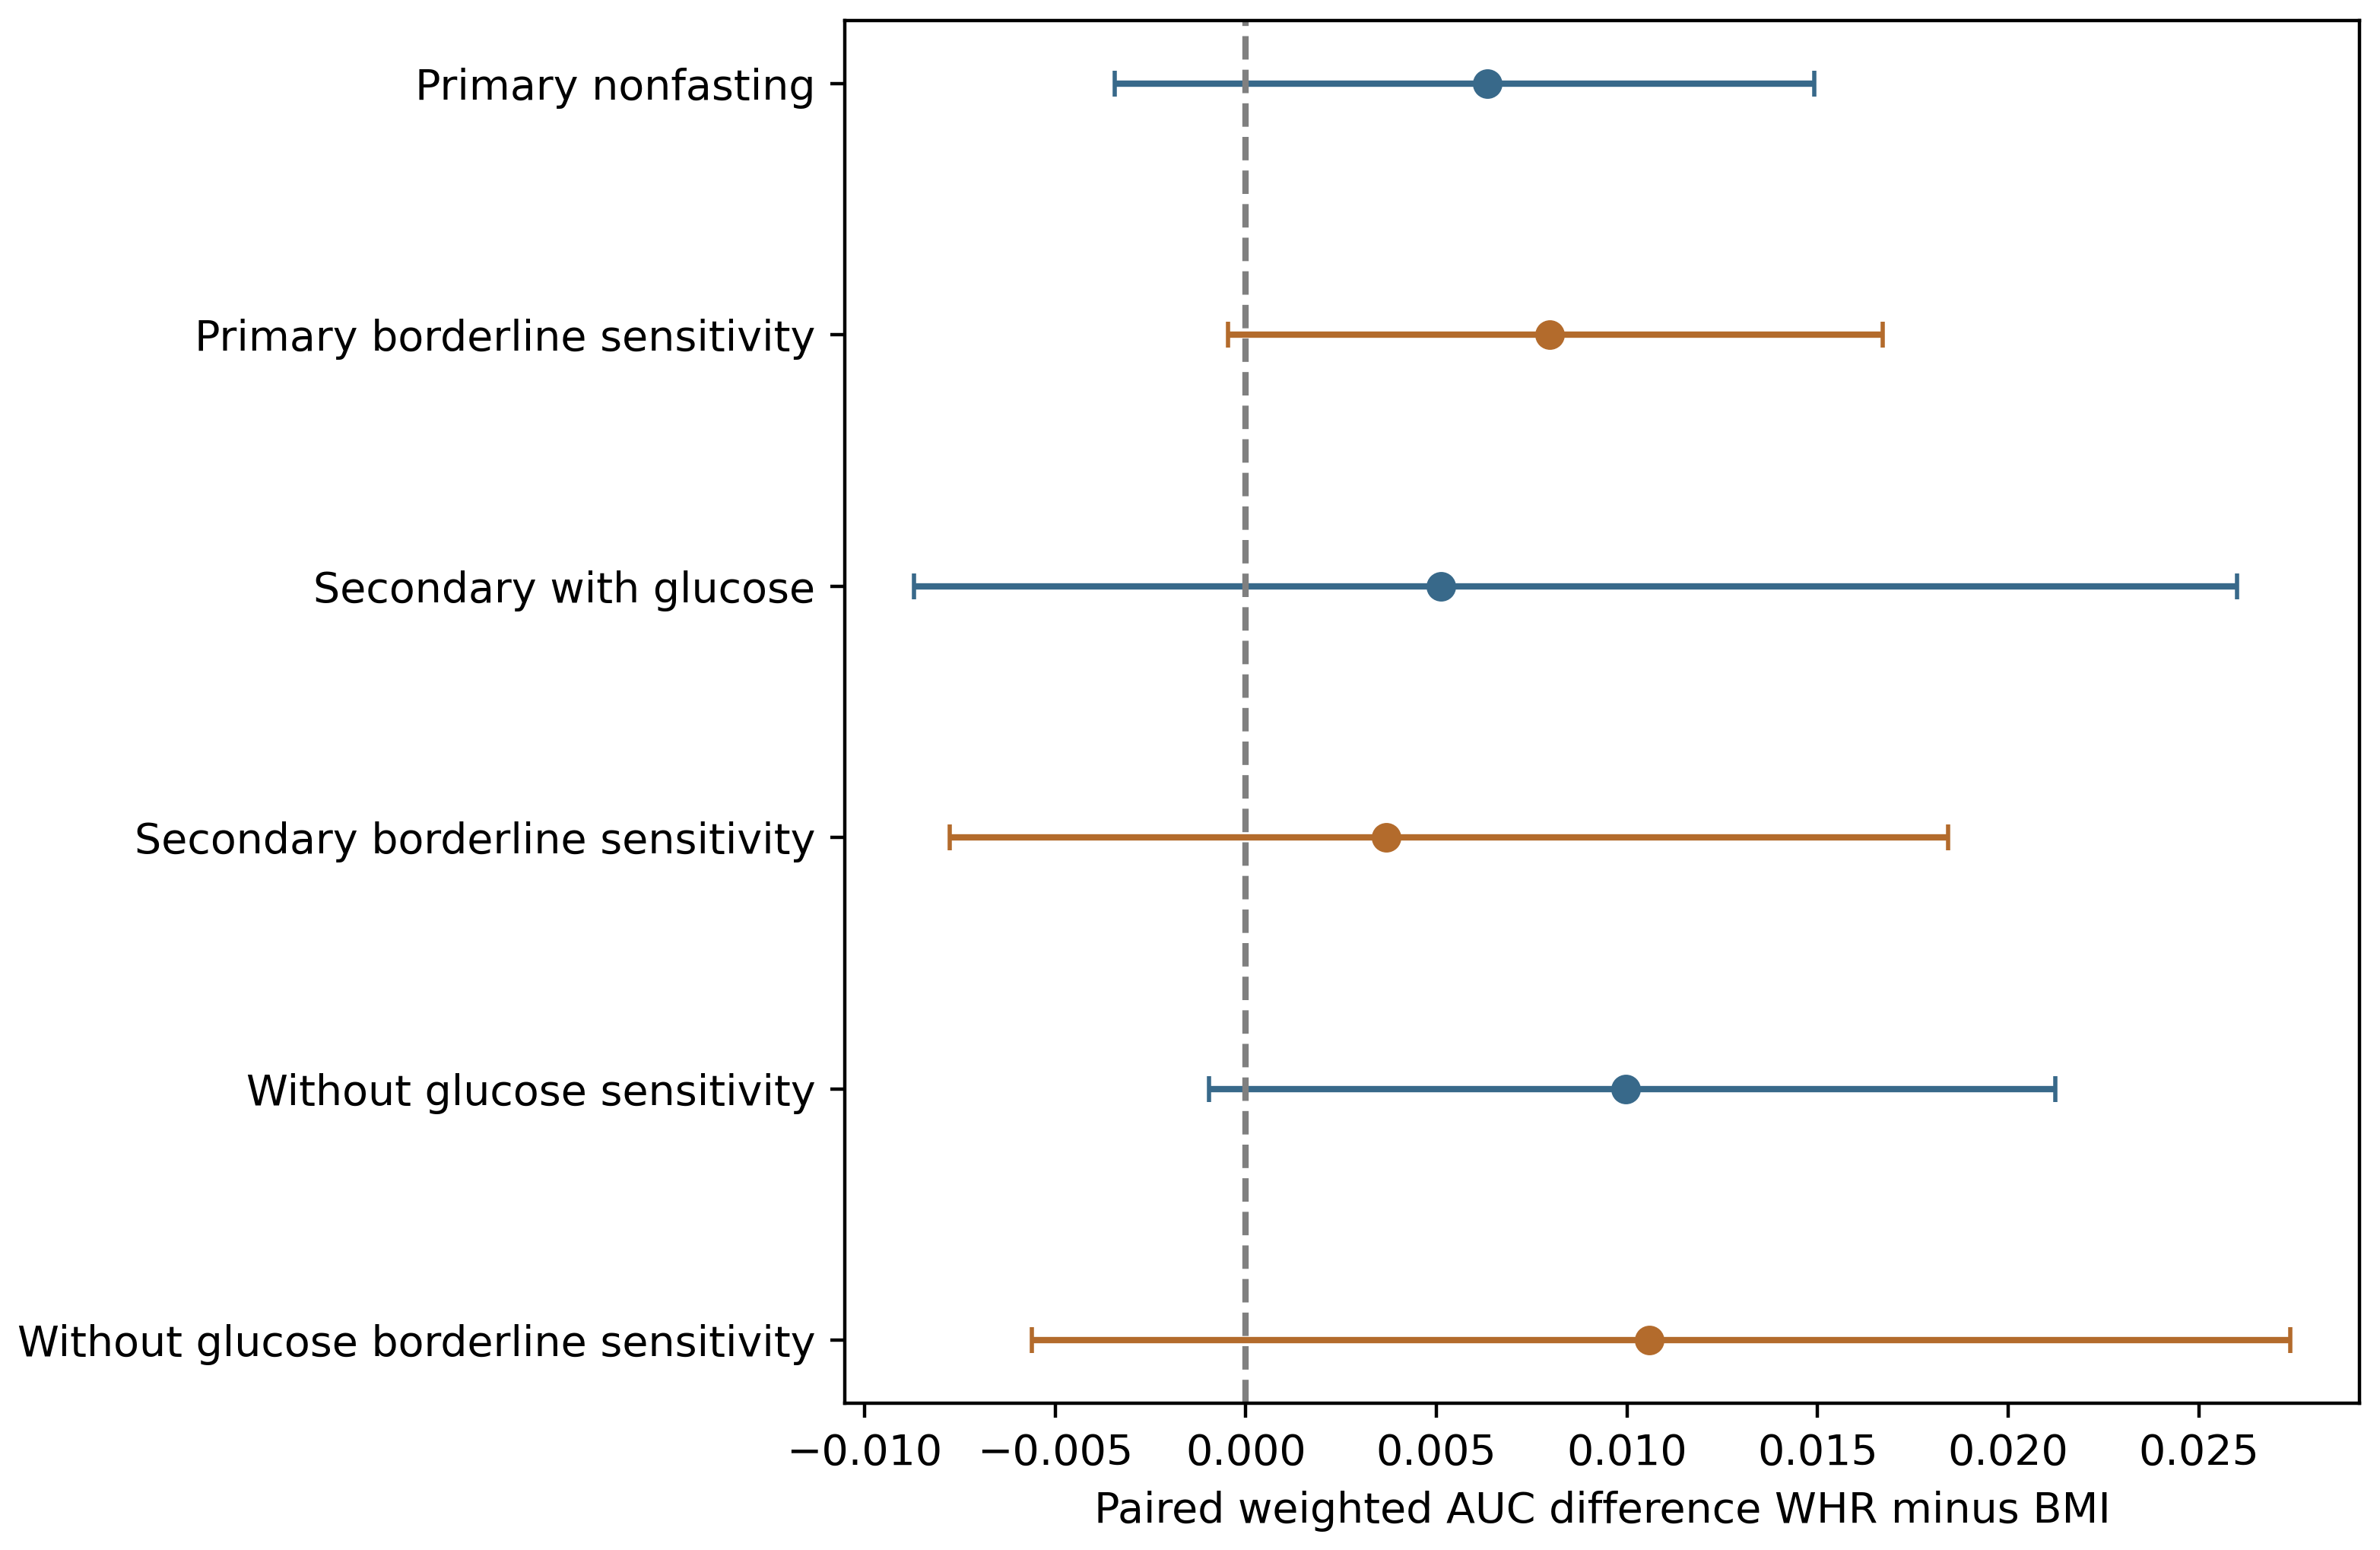 Primary nonfasting
Primary borderline sensitivity
Secondary with glucose
Secondary borderline sensitivity
Without glucose sensitivity
Without glucose borderline sensitivity
−0.010 −0.005 0.000 0.005 0.010 0.015 0.020 0.025
Paired weighted AUC difference WHR minus BMI